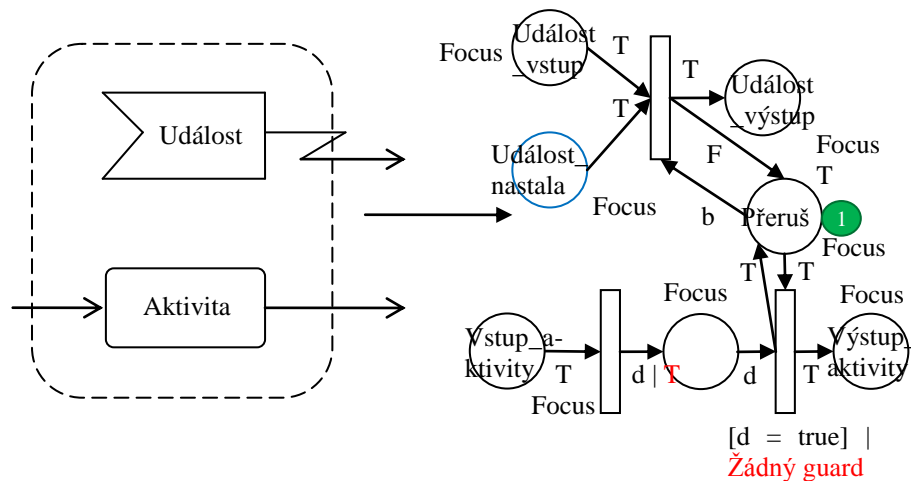 Událost
Aktivita
Focus
Událost
_vstup
T
T
Událost
_výstup
T
Událost_
nastala
Focus
F
Focus
T
b
Přeruš
1
Focus
T
T
Focus
Focus
Vstup_a-
ktivity
T
d | T
d
T
Výstup_
aktivity
Focus
[d = true] |
Žádný guard